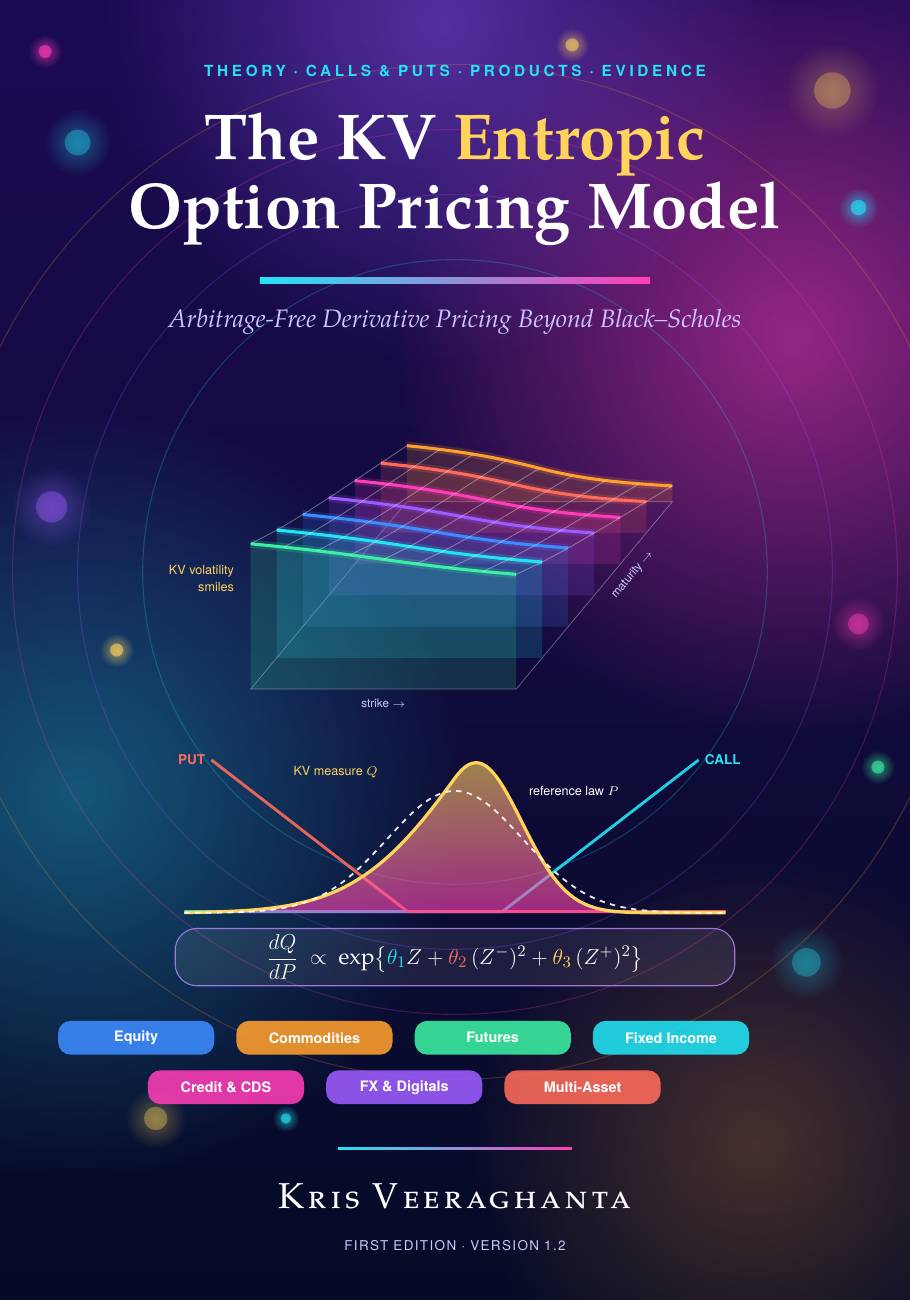 THEORY · CALLS & PUTS · PRODUCTS · EVIDENCE
The KV Entropic
Option Pricing Model
Arbitrage-Free Derivative Pricing Beyond Black–Scholes
KV volatility
smiles
maturity →
strike →
PUT
CALL
KV measure Q
reference law P
dQ/dP ∝ exp{θ₁Z + θ₂ (Z⁻)² + θ₃ (Z⁺)²}
Equity
Commodities
Futures
Fixed Income
Credit & CDS
FX & Digitals
Multi-Asset
KRIS VEERAGHANTA
FIRST EDITION · VERSION 1.2